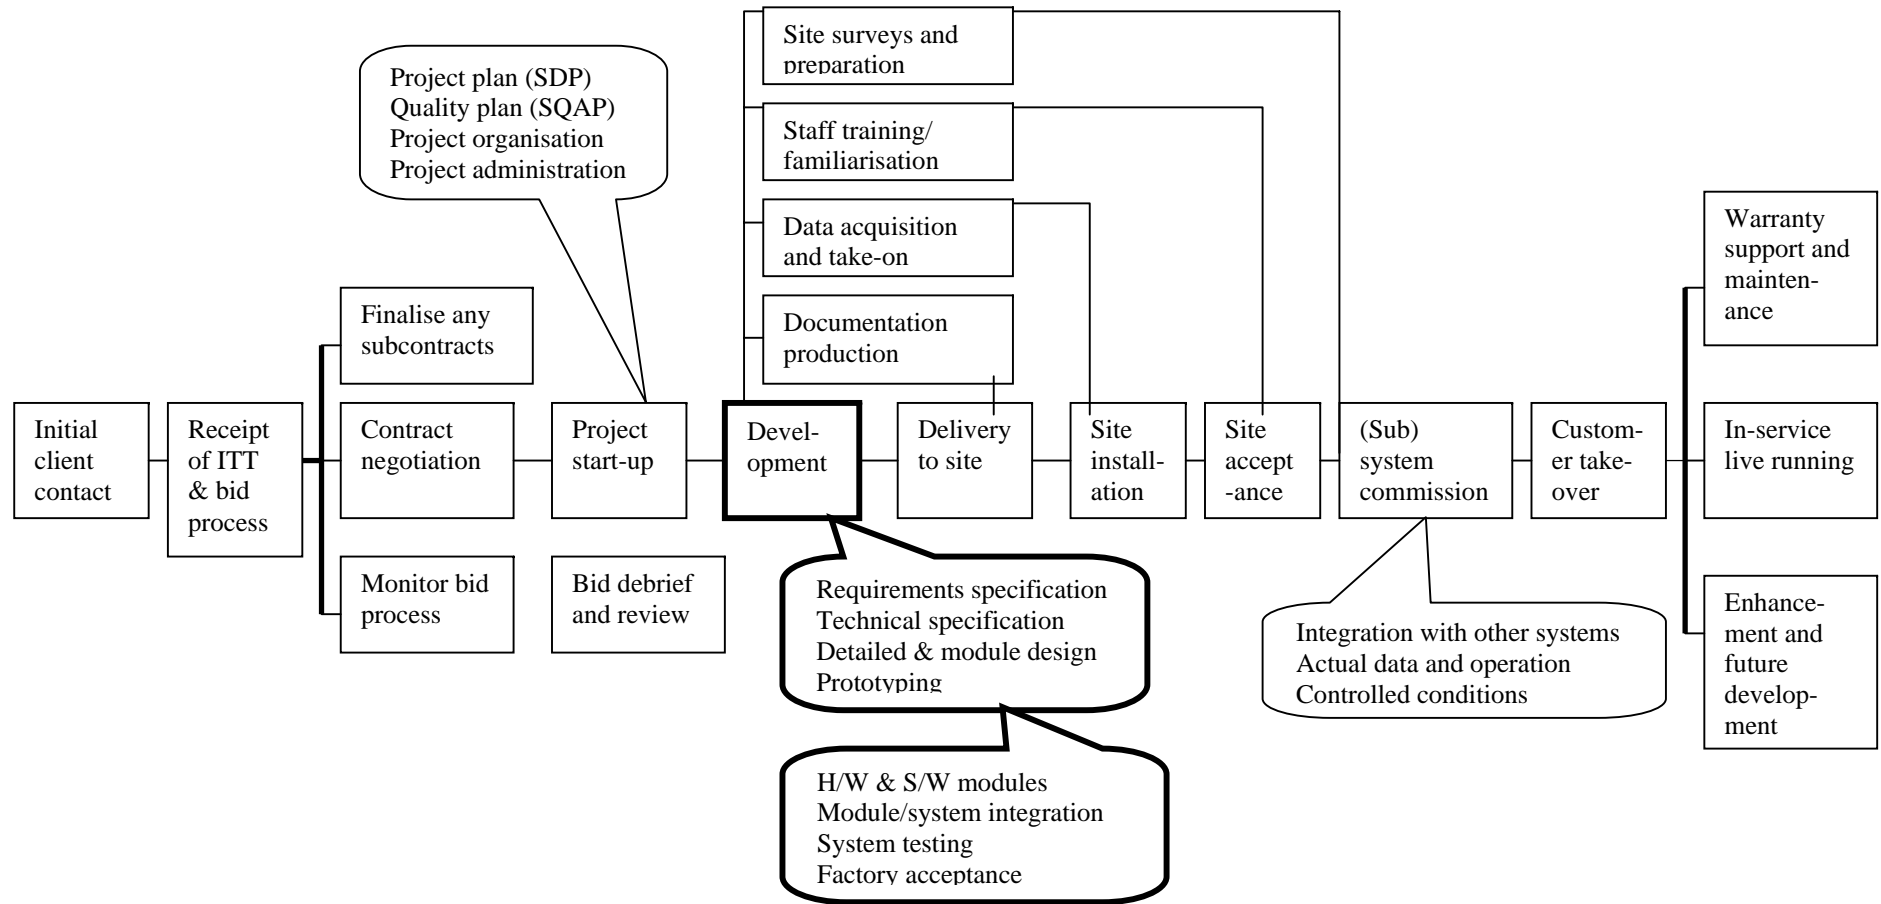 Site surveys and
preparation
Project plan (SDP)
Quality plan (SQAP)
Project organisation
Project administration
Staff training/
familiarisation
Data acquisition
and take-on
Warranty
support and
mainten-
ance
Finalise any
subcontracts
Documentation
production
Initial
client
contact
Receipt
of ITT
& bid
process
Contract
negotiation
Project
start-up
Devel-
opment
Delivery
to site
Site
install-
ation
Site
accept
-ance
(Sub)
system
commission
Custom-
er take-
over
In-service
live running
Monitor bid
process
Bid debrief
and review
Requirements specification
Technical specification
Detailed & module design
Prototyping
Integration with other systems
Actual data and operation
Controlled conditions
Enhance-
ment and
future
develop-
ment
H/W & S/W modules
Module/system integration
System testing
Factory acceptance